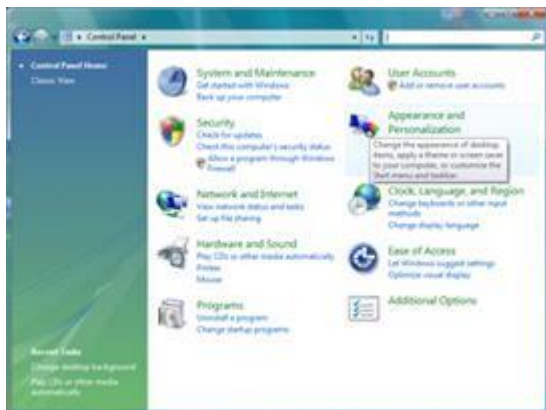 Control Panel
Control Panel Home
Classic View
System and Maintenance
Get started with Windows
Back up your computer
Security
Check for updates
Check this computer's security status
Allow a program through Windows
Firewall
Network and Internet
View network status and tasks
Set up file sharing
Hardware and Sound
Play CDs or other media automatically
Printer
Mouse
Programs
Uninstall a program
Change startup programs
User Accounts
Add or remove user accounts
Appearance and
Personalization
Change the appearance of desktop
items, apply a theme or screen saver
to your computer, or customize the
Start menu and taskbar.
Clock, Language, and Region
Change keyboards or other input
methods
Change display language
Ease of Access
Let Windows suggest settings
Optimize visual display
Additional Options
Recent Tasks
Change desktop background
Play CDs or other media
automatically